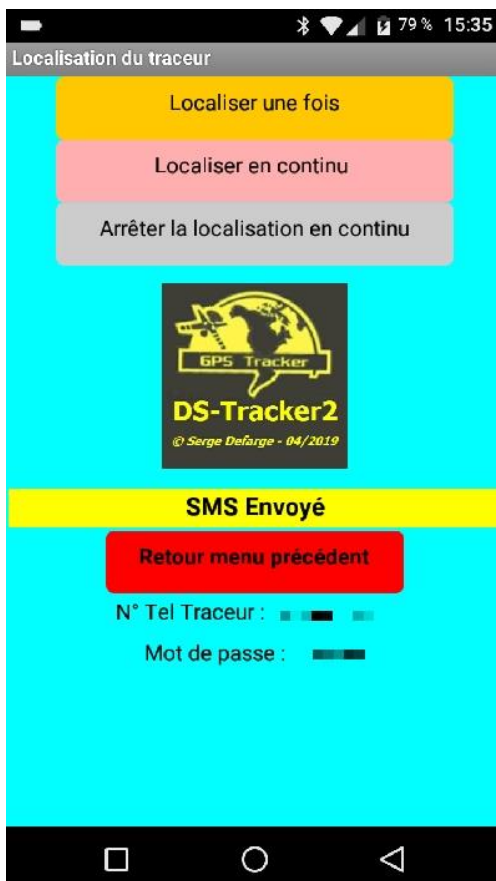 79 % 15:35
Localisation du traceur
Localiser une fois
Localiser en continu
Arrêter la localisation en continu
GPS Tracker
DS-Tracker2
© Serge Defarge - 04/2019
SMS Envoyé
Retour menu précédent
N° Tel Traceur :
Mot de passe :